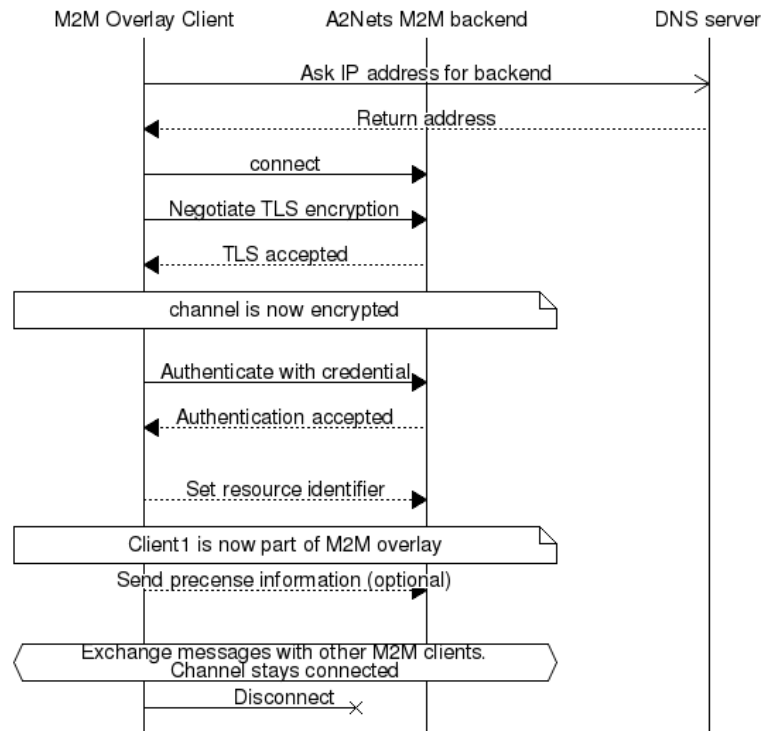 M2M Overlay Client
A2Nets M2M backend
DNS server
Ask IP address for backend
Return address
connect
Negotiate TLS encryption
TLS accepted
channel is now encrypted
Authenticate with credential
Authentication accepted
Set resource identifier
Client1 is now part of M2M overlay
Send precense information (optional)
Exchange messages with other M2M clients.
Channel stays connected
Disconnect